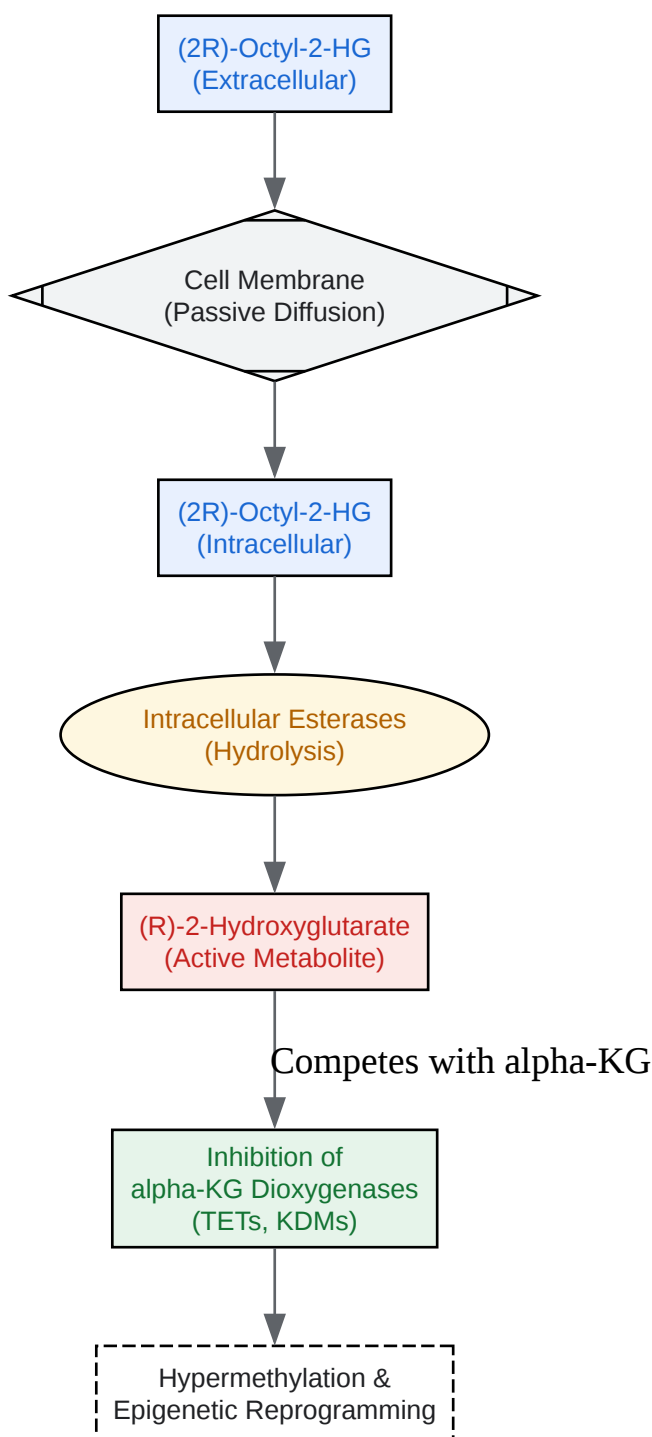 (2R)-Octyl-2-HG
(Extracellular)
Cell Membrane
(Passive Diffusion)
(2R)-Octyl-2-HG
(Intracellular)
Intracellular Esterases
(Hydrolysis)
(R)-2-Hydroxyglutarate
(Active Metabolite)
Competes with alpha-KG
Inhibition of
alpha-KG Dioxygenases
(TETs, KDMs)
Hypermethylation &
Epigenetic Reprogramming